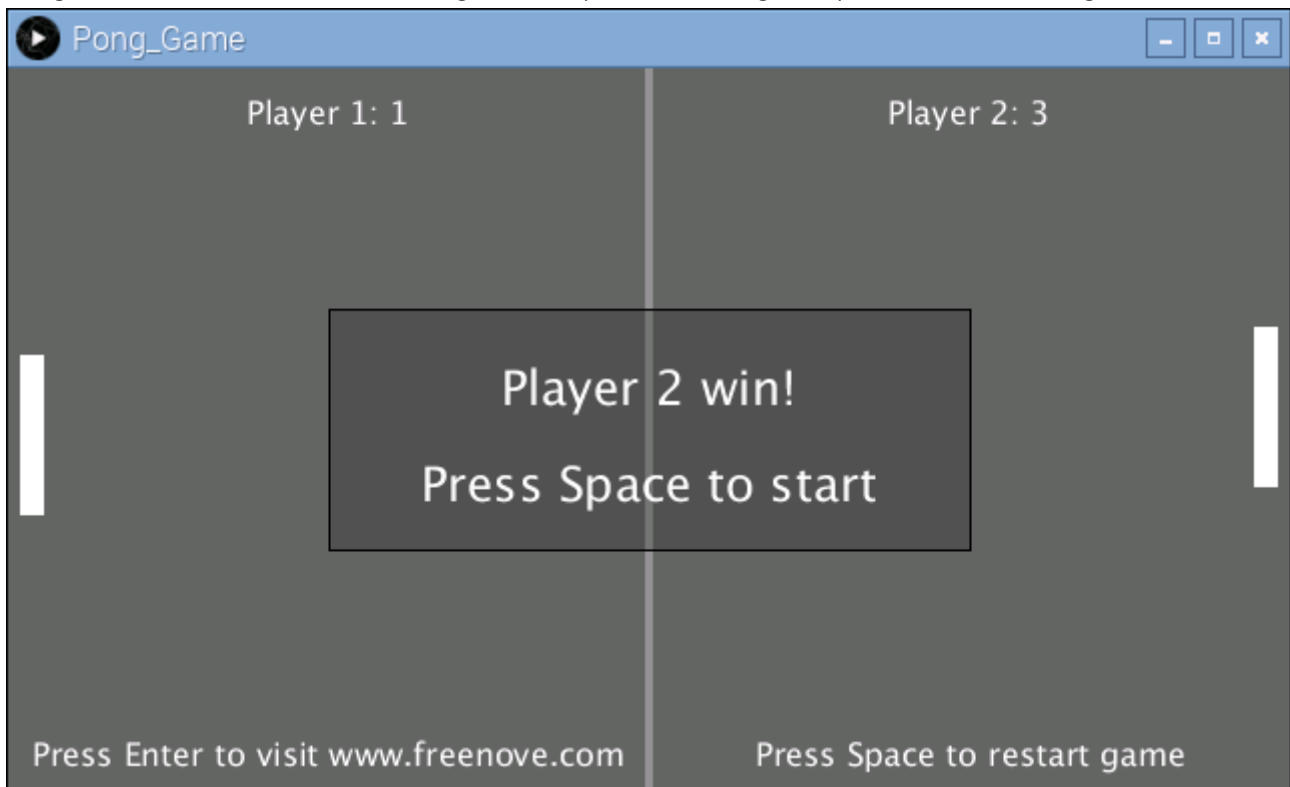 Pong_Game
Player 1: 1
Player 2: 3
Player 2 win!
Press Space to start
Press Enter to visit www.freenove.com
Press Space to restart game